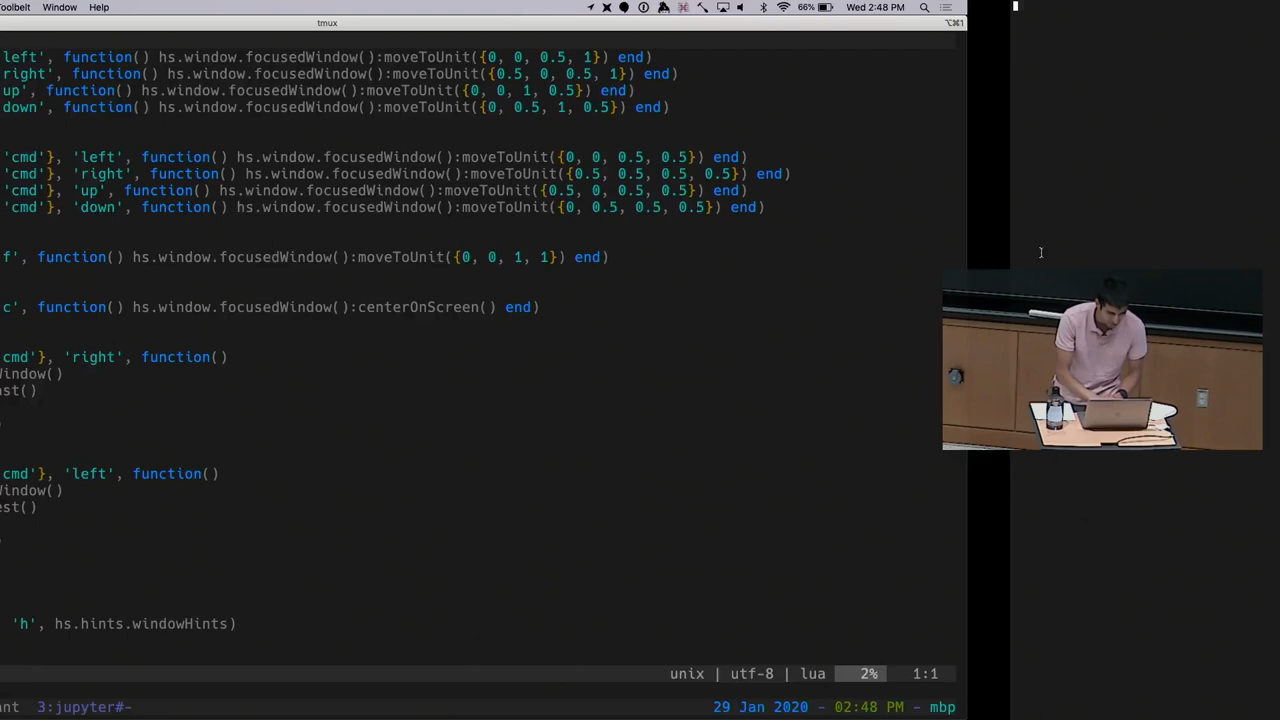 Toolbelt Window Help 66% Wed 2:48 PM
tmux ⌥⌘1
left', function() hs.window.focusedWindow():moveToUnit({0, 0, 0.5, 1}) end)
right', function() hs.window.focusedWindow():moveToUnit({0.5, 0, 0.5, 1}) end)
up', function() hs.window.focusedWindow():moveToUnit({0, 0, 1, 0.5}) end)
down', function() hs.window.focusedWindow():moveToUnit({0, 0.5, 1, 0.5}) end)
'cmd'}, 'left', function() hs.window.focusedWindow():moveToUnit({0, 0, 0.5, 0.5}) end)
'cmd'}, 'right', function() hs.window.focusedWindow():moveToUnit({0.5, 0.5, 0.5, 0.5}) end)
'cmd'}, 'up', function() hs.window.focusedWindow():moveToUnit({0.5, 0, 0.5, 0.5}) end)
'cmd'}, 'down', function() hs.window.focusedWindow():moveToUnit({0, 0.5, 0.5, 0.5}) end)
f', function() hs.window.focusedWindow():moveToUnit({0, 0, 1, 1}) end)
c', function() hs.window.focusedWindow():centerOnScreen() end)
cmd'}, 'right', function()
Window()
ast()
)
cmd'}, 'left', function()
Window()
est()
)
'h', hs.hints.windowHints)
unix | utf-8 | lua 2% 1:1
ant 3:jupyter#- 29 Jan 2020 - 02:48 PM - mbp